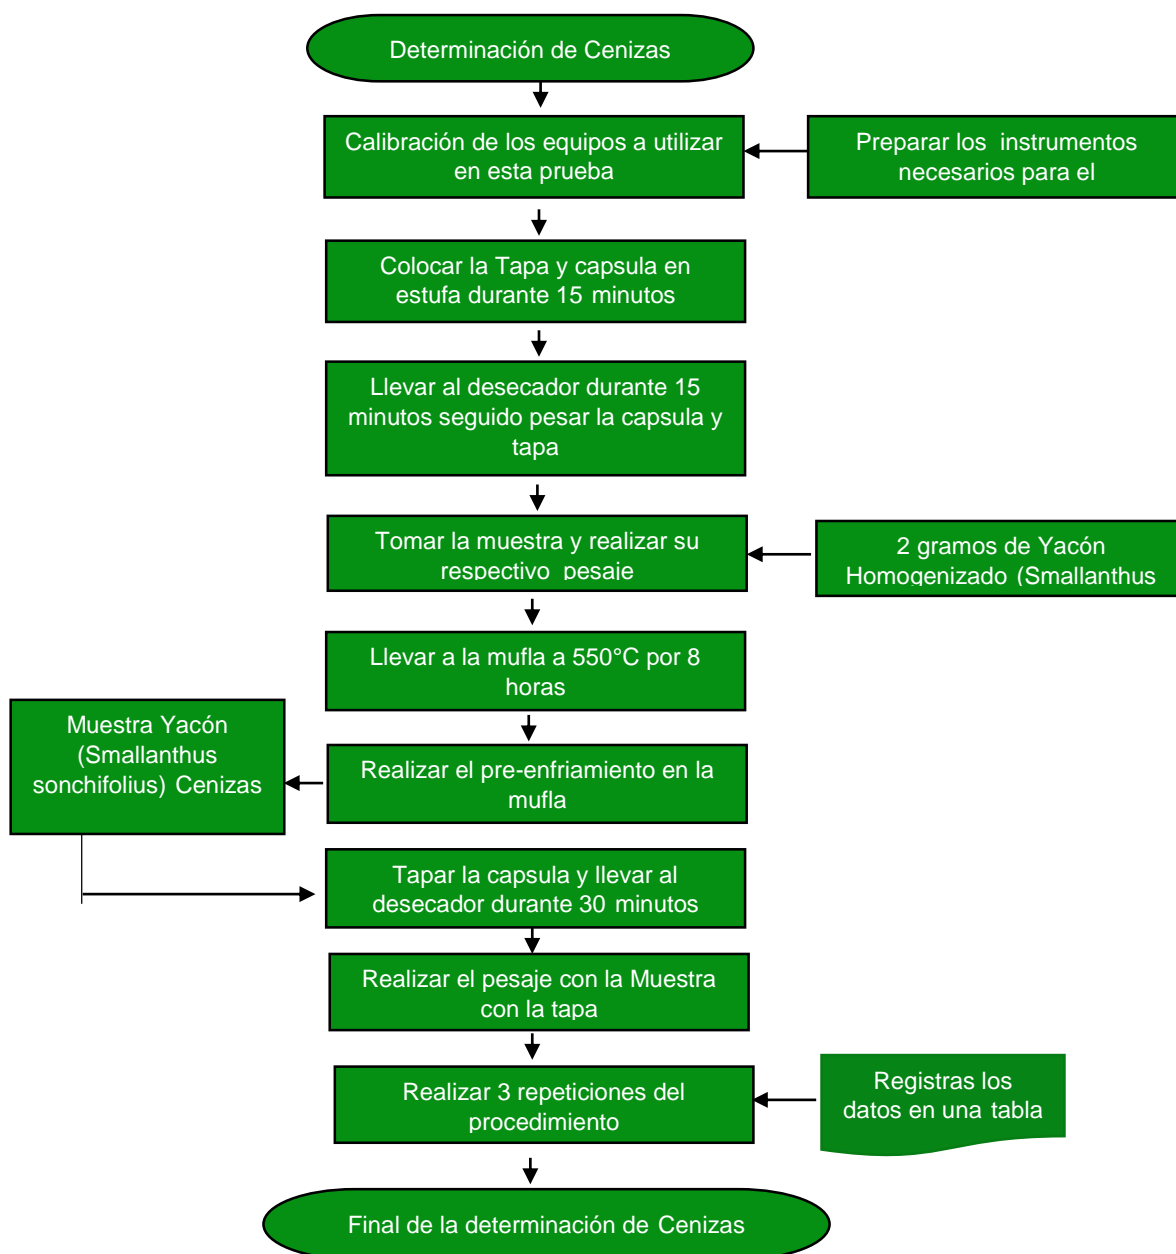 Determinación de Cenizas
Calibración de los equipos a utilizar
en esta prueba
Preparar los instrumentos
necesarios para el
Colocar la Tapa y capsula en
estufa durante 15 minutos
Llevar al desecador durante 15
minutos seguido pesar la capsula y
tapa
Tomar la muestra y realizar su
respectivo pesaje
2 gramos de Yacón
Homogenizado (Smallanthus
Llevar a la mufla a 550°C por 8
horas
Realizar el pre-enfriamiento en la
mufla
Muestra Yacón
(Smallanthus
sonchifolius) Cenizas
Tapar la capsula y llevar al
desecador durante 30 minutos
Realizar el pesaje con la Muestra
con la tapa
Realizar 3 repeticiones del
procedimiento
Registras los
datos en una tabla
Final de la determinación de Cenizas